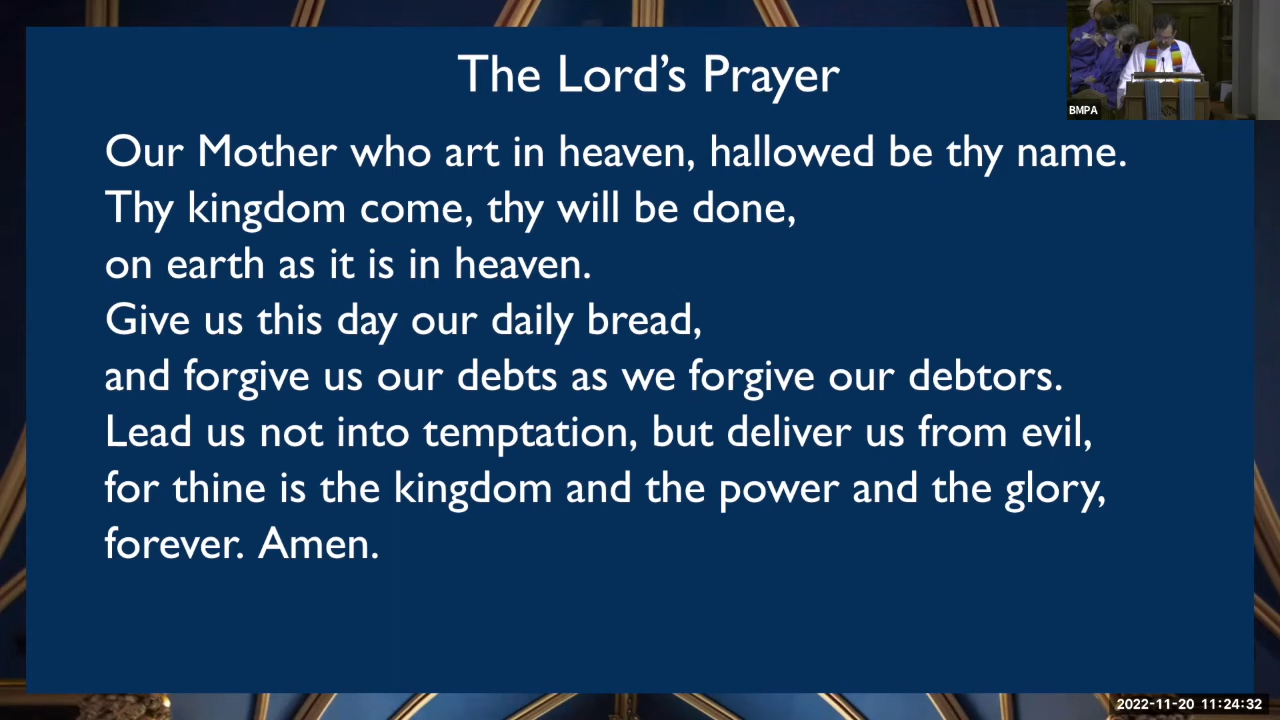 The Lord’s Prayer
BMPA
Our Mother who art in heaven, hallowed be thy name.
Thy kingdom come, thy will be done,
on earth as it is in heaven.
Give us this day our daily bread,
and forgive us our debts as we forgive our debtors.
Lead us not into temptation, but deliver us from evil,
for thine is the kingdom and the power and the glory,
forever. Amen.
2022-11-20 11:24:32